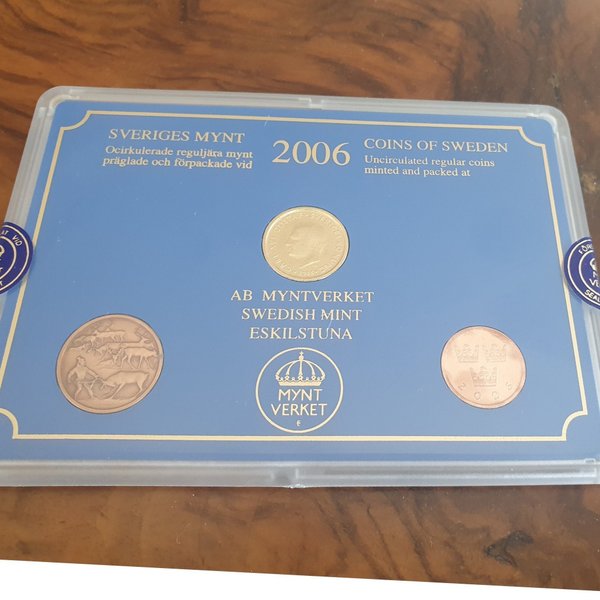 SVERIGES MYNT
Ocirkulerade reguljära mynt
präglade och förpackade vid
2006
COINS OF SWEDEN
Uncirculated regular coins
minted and packed at
AB MYNTVERKET
SWEDISH MINT
ESKILSTUNA
MYNT
VERKET
E